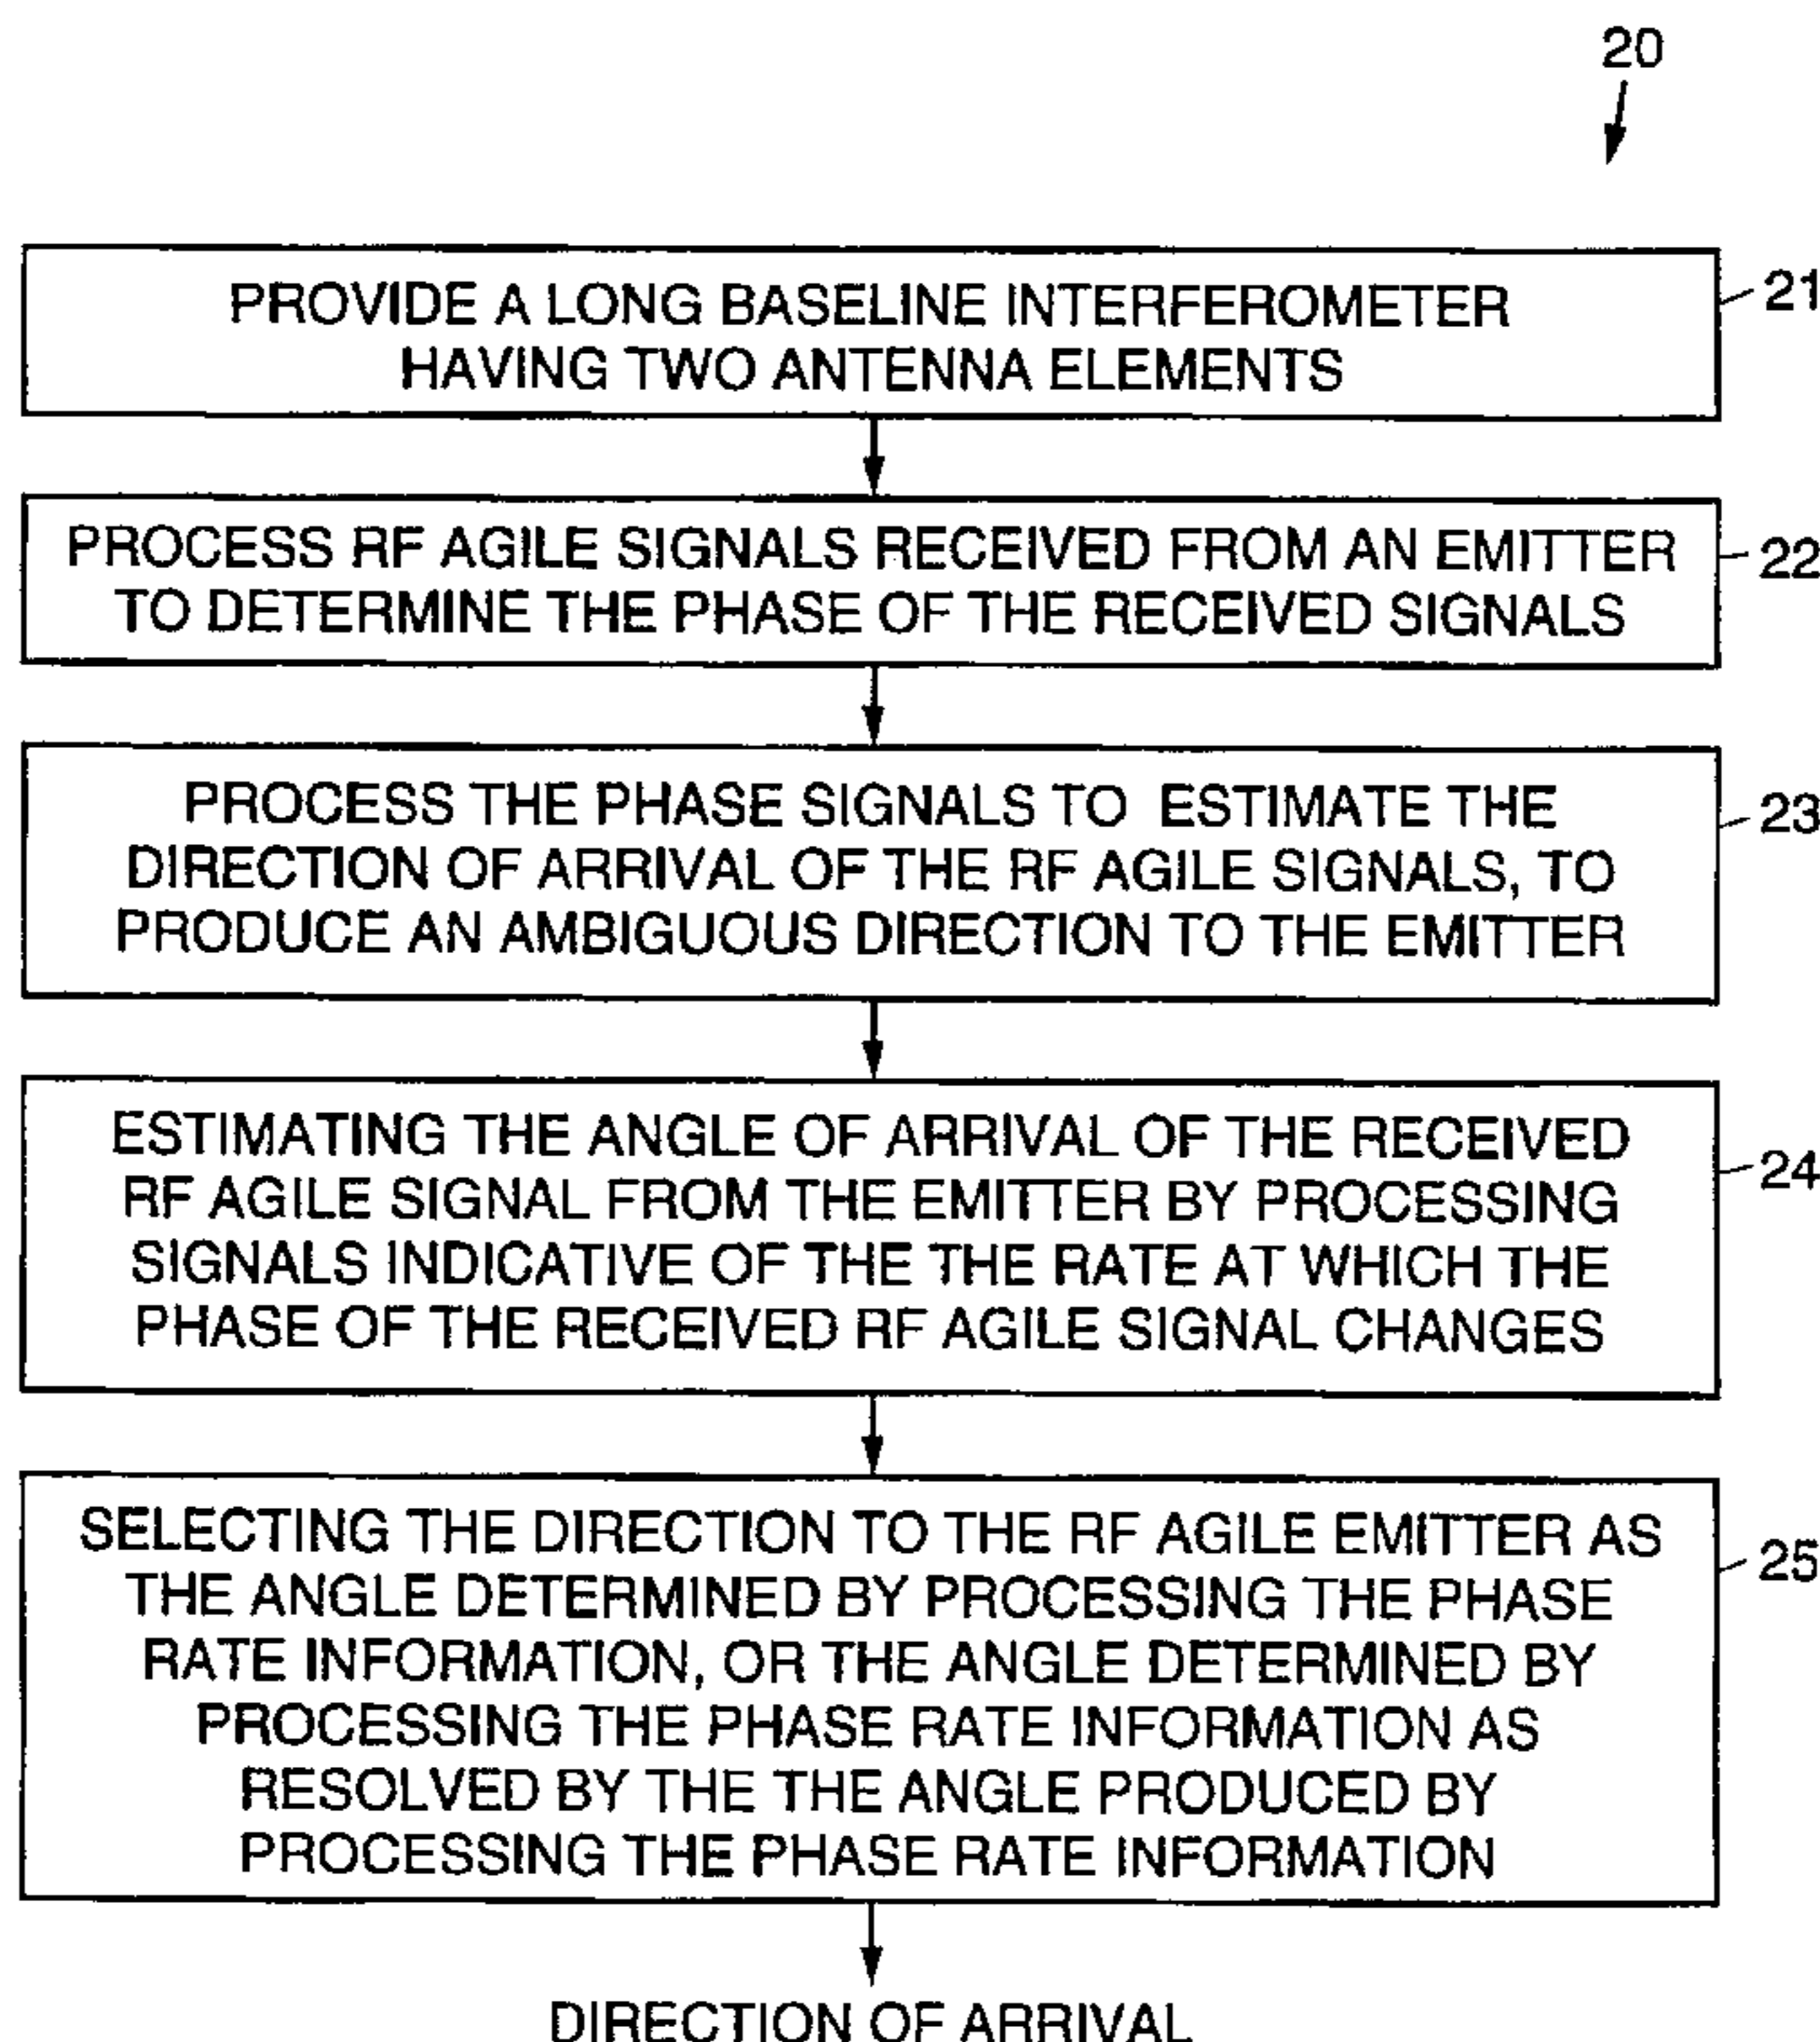 20
PROVIDE A LONG BASELINE INTERFEROMETER
HAVING TWO ANTENNA ELEMENTS
21
PROCESS RF AGILE SIGNALS RECEIVED FROM AN EMITTER
TO DETERMINE THE PHASE OF THE RECEIVED SIGNALS
22
PROCESS THE PHASE SIGNALS TO ESTIMATE THE
DIRECTION OF ARRIVAL OF THE RF AGILE SIGNALS, TO
PRODUCE AN AMBIGUOUS DIRECTION TO THE EMITTER
23
ESTIMATING THE ANGLE OF ARRIVAL OF THE RECEIVED
RF AGILE SIGNAL FROM THE EMITTER BY PROCESSING
SIGNALS INDICATIVE OF THE THE RATE AT WHICH THE
PHASE OF THE RECEIVED RF AGILE SIGNAL CHANGES
24
SELECTING THE DIRECTION TO THE RF AGILE EMITTER AS
THE ANGLE DETERMINED BY PROCESSING THE PHASE
RATE INFORMATION, OR THE ANGLE DETERMINED BY
PROCESSING THE PHASE RATE INFORMATION AS
RESOLVED BY THE THE ANGLE PRODUCED BY
PROCESSING THE PHASE RATE INFORMATION
25
DIRECTION OF ARRIVAL